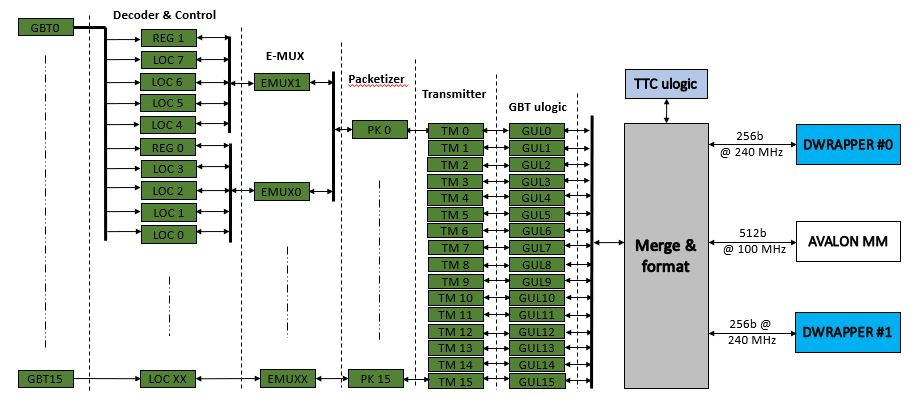 Decoder & Control
E-MUX
Packetizer
Transmitter
GBT ulogic
GBT0
REG 1
LOC 7
LOC 6
LOC 5
LOC 4
REG 0
LOC 3
LOC 2
LOC 1
LOC 0
EMUX1
EMUX0
PK 0
TM 0
TM 1
TM 2
TM 3
TM 4
TM 5
TM 6
TM 7
TM 8
TM 9
TM 10
TM 11
TM 12
TM 13
TM 14
TM 15
GUL0
GUL1
GUL2
GUL3
GUL4
GUL5
GUL6
GUL7
GUL8
GUL9
GUL10
GUL11
GUL12
GUL13
GUL14
GUL15
GBT15
LOC XX
EMUXX
PK 15
TTC ulogic
Merge &
format
256b
@ 240 MHz
DWRAPPER #0
512b
@ 100 MHz
AVALON MM
256b @
240 MHz
DWRAPPER #1